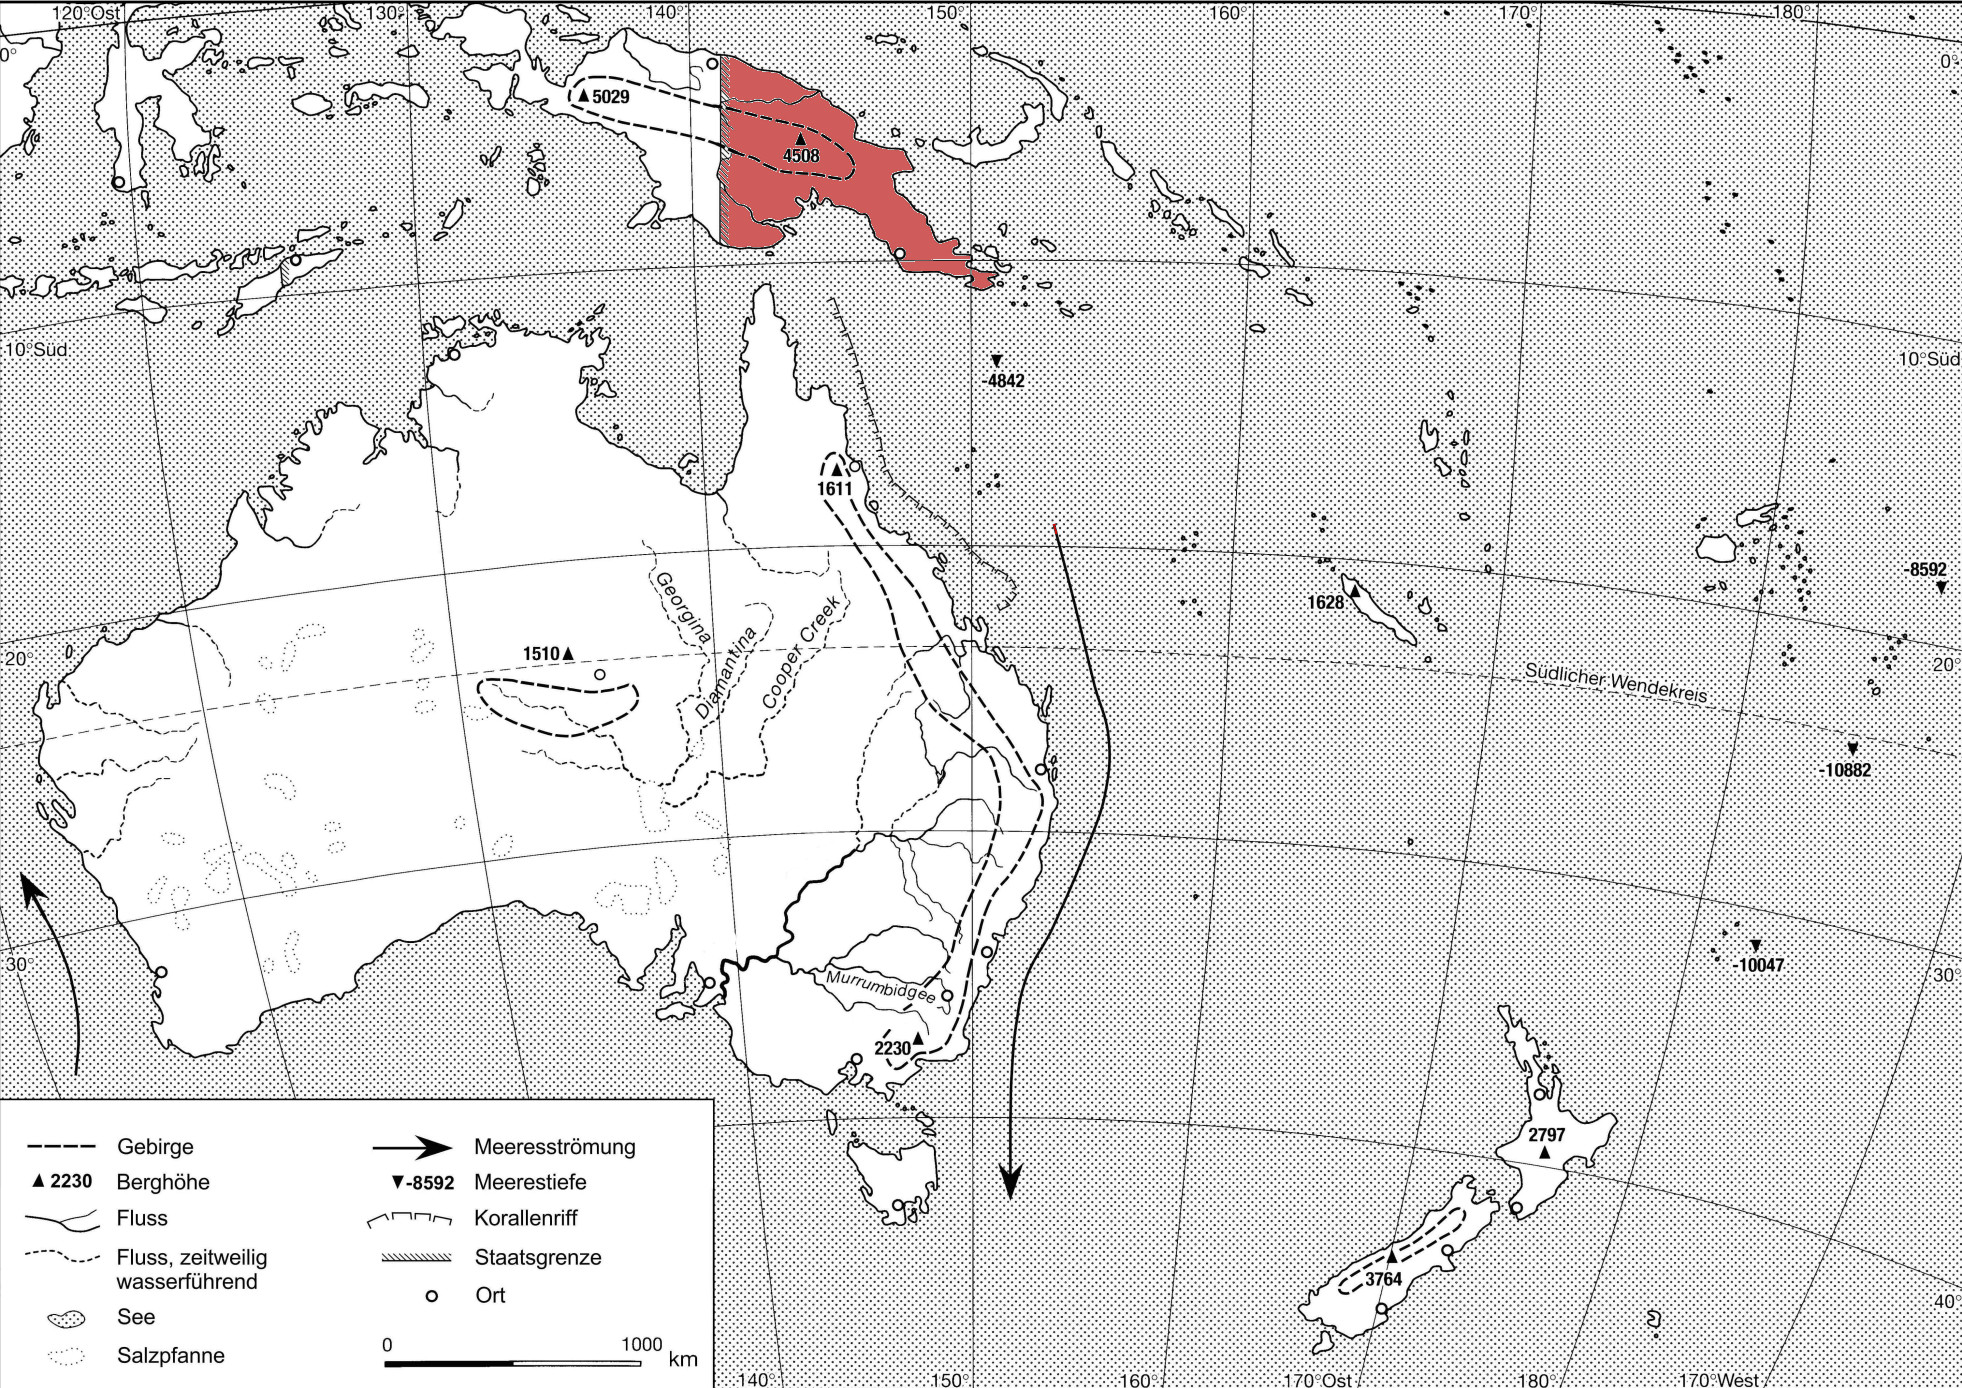 120°Ost
130°
140°
150°
160°
170°
180°
0°
0°
5029
4508
10°Süd
-4842
10°Süd
1611
-8592
Georgina
1628
Diamantina
Cooper Creek
1510
20°
20°
Südlicher Wendekreis
-10882
30°
-10047
30°
Murrumbidgee
2230
2797
3764
40°
Gebirge
2230 Berghöhe
Fluss
Fluss, zeitweilig
wasserführend
See
Salzpfanne
Meeresströmung
-8592 Meerestiefe
Korallenriff
Staatsgrenze
Ort
0 1000
km
140°
150°
160°
170°Ost
180°
170°West